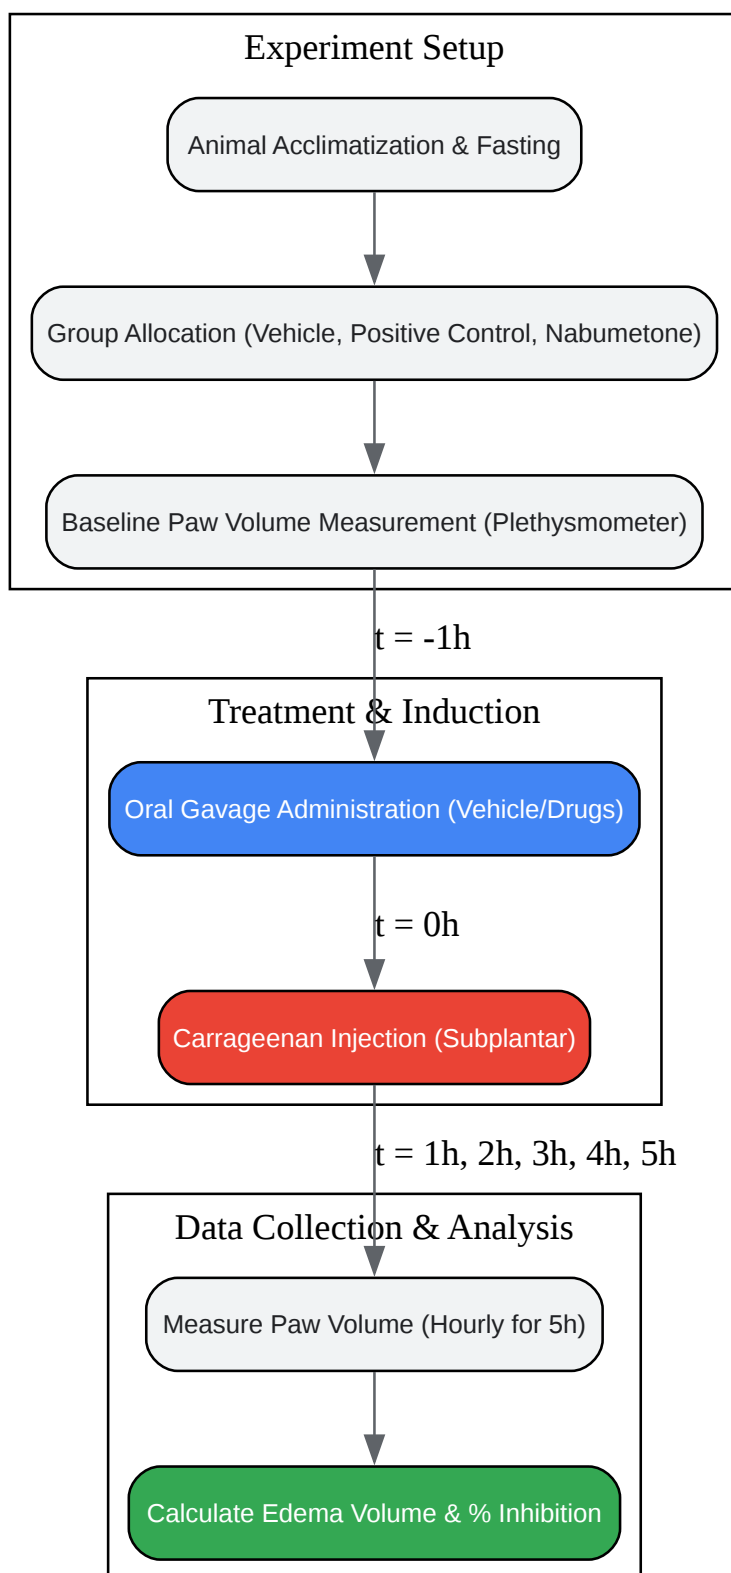 Experiment Setup
Animal Acclimatization & Fasting
Group Allocation (Vehicle, Positive Control, Nabumetone)
Baseline Paw Volume Measurement (Plethysmometer)
t = -1h
Treatment & Induction
Oral Gavage Administration (Vehicle/Drugs)
t = 0h
Carrageenan Injection (Subplantar)
t = 1h, 2h, 3h, 4h, 5h
Data Collection & Analysis
Measure Paw Volume (Hourly for 5h)
Calculate Edema Volume & % Inhibition